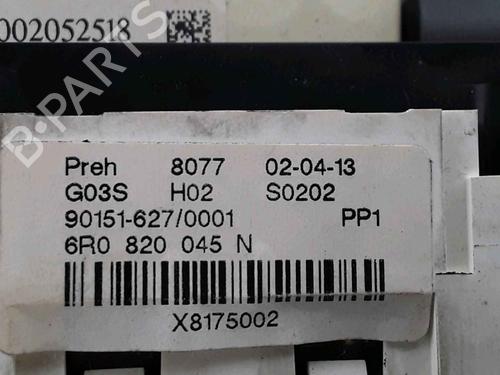 002052518
B-PARTS
Preh 8077 02-04-13
G03S H02 S0202
90151-627/0001 PP1
6R0 820 045 N
X8175002